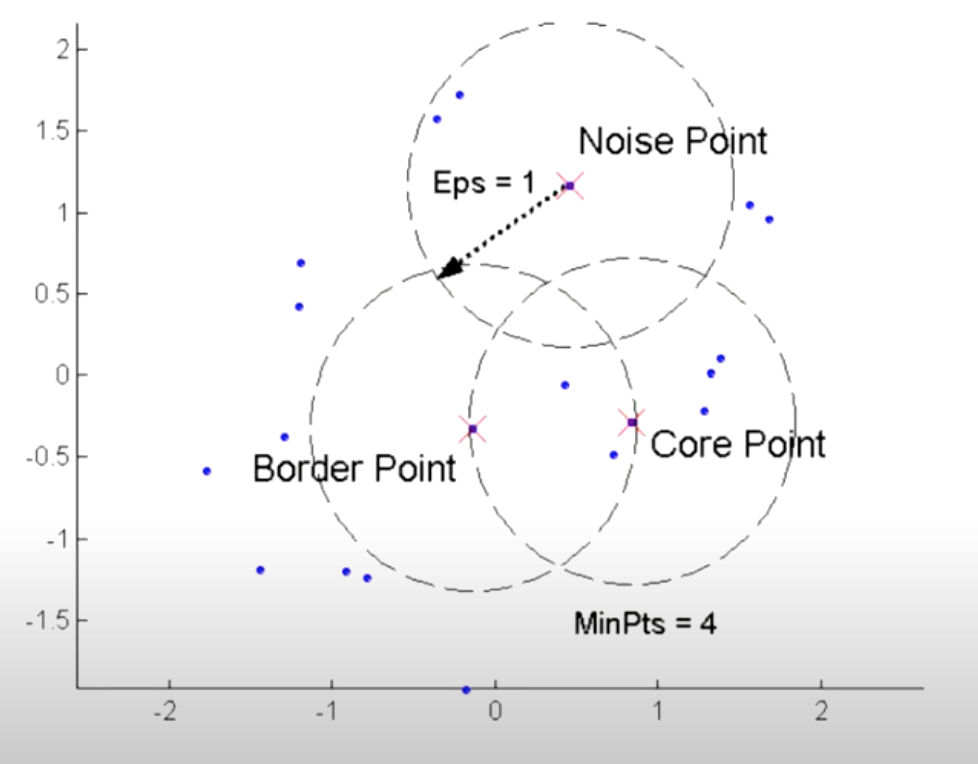 2
Noise Point
1.5
Eps = 1
1
0.5
0
Core Point
-0.5
Border Point
-1
MinPts = 4
-1.5
-2 -1 0 1 2